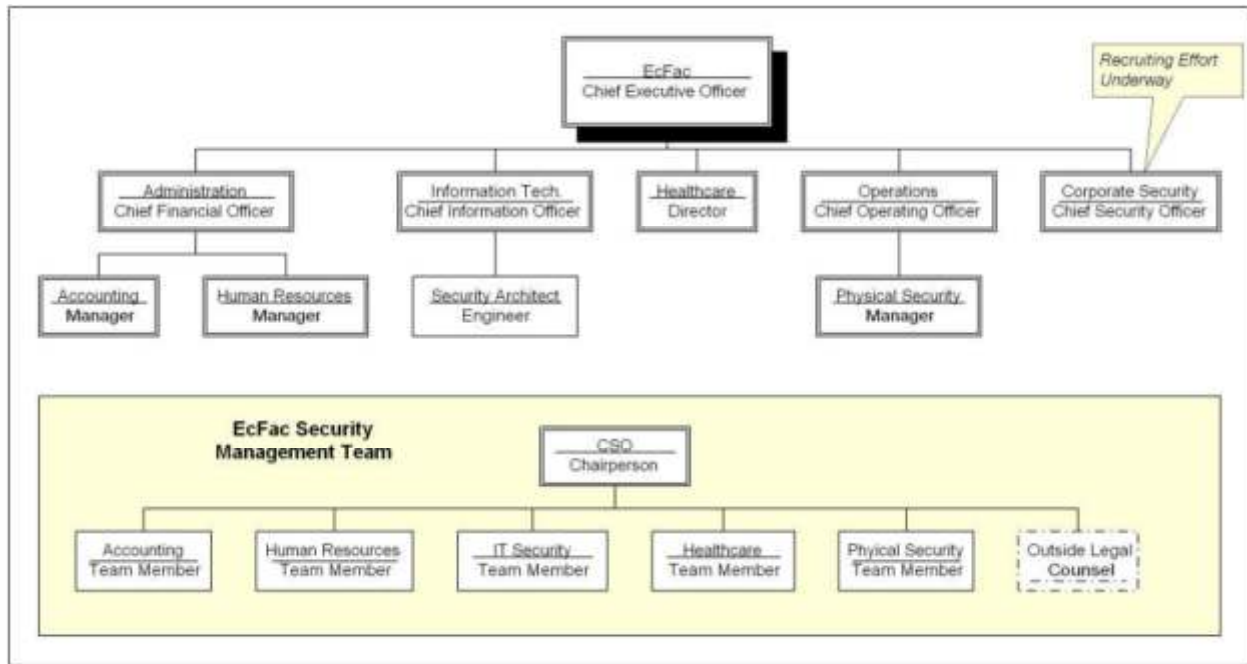 EcFac
Chief Executive Officer
Recruiting Effort
Underway
Administration
Chief Financial Officer
Information Tech.
Chief Information Officer
Healthcare
Director
Operations
Chief Operating Officer
Corporate Security
Chief Security Officer
Accounting
Manager
Human Resources
Manager
Security Architect
Engineer
Physical Security
Manager
EcFac Security
Management Team
CSO
Chairperson
Accounting
Team Member
Human Resources
Team Member
IT Security
Team Member
Healthcare
Team Member
Phyical Security
Team Member
Outside Legal
Counsel